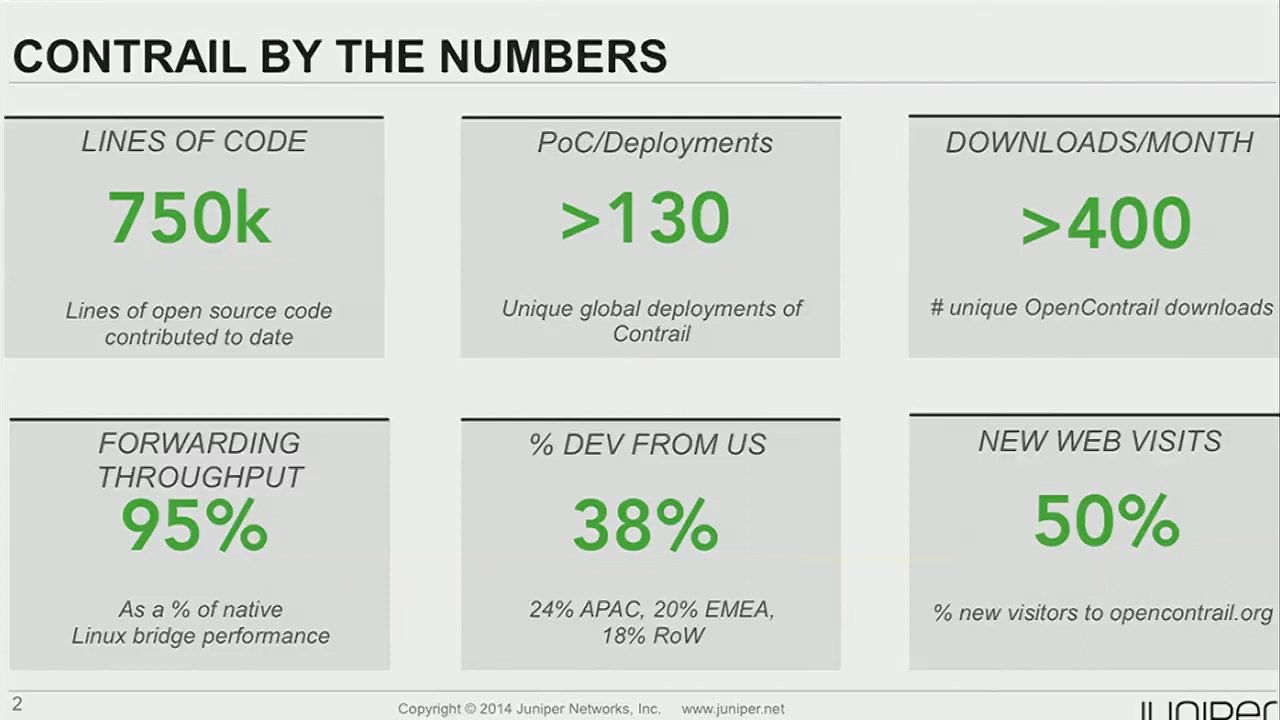 CONTRAIL BY THE NUMBERS
LINES OF CODE
750k
Lines of open source code
contributed to date
PoC/Deployments
>130
Unique global deployments of
Contrail
DOWNLOADS/MONTH
>400
# unique OpenContrail downloads
FORWARDING
THROUGHPUT
95%
As a % of native
Linux bridge performance
% DEV FROM US
38%
24% APAC, 20% EMEA,
18% RoW
NEW WEB VISITS
50%
% new visitors to opencontrail.org
2
Copyright © 2014 Juniper Networks, Inc. www.juniper.net
JUNIPER